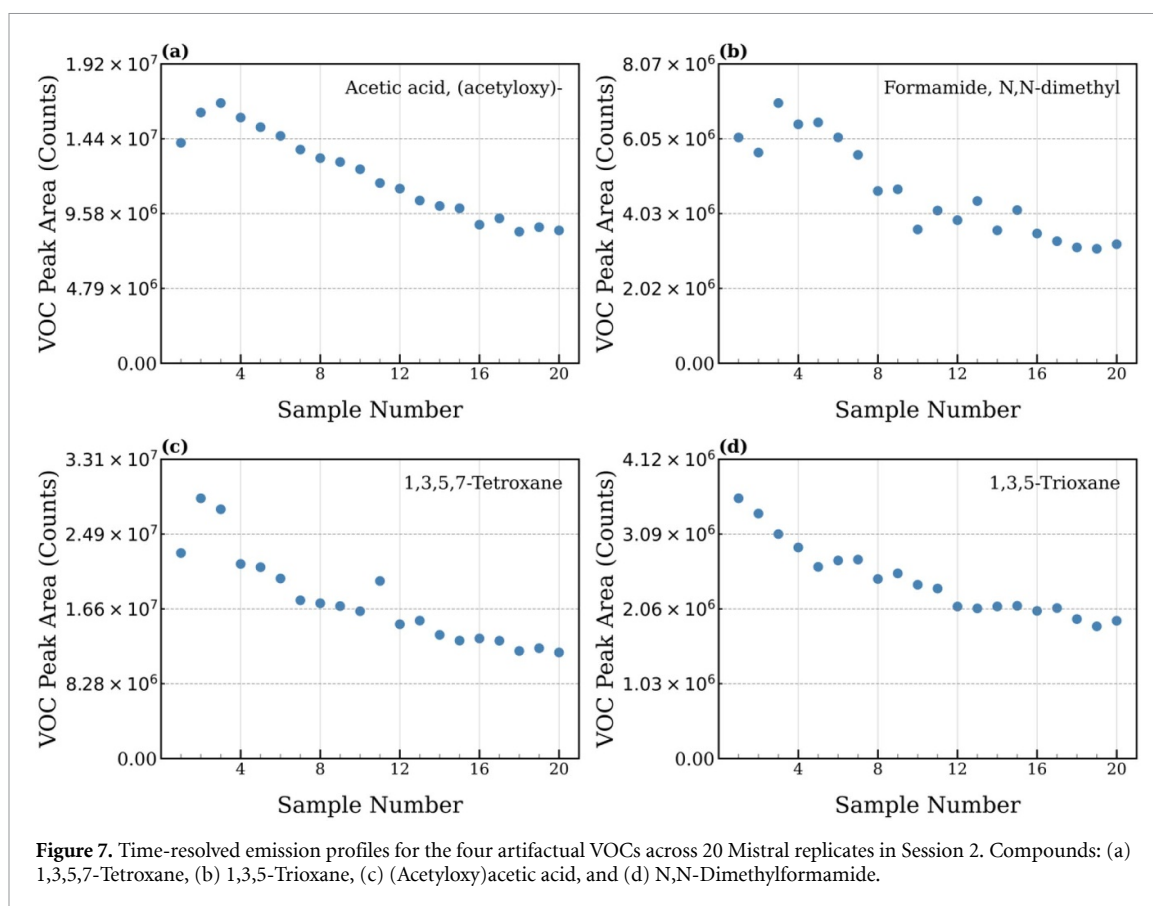 (a)
1.92 × 10⁷
1.44 × 10⁷
9.58 × 10⁶
4.79 × 10⁶
0.00
VOC Peak Area (Counts)
Acetic acid, (acetyloxy)-
4 8 12 16 20
Sample Number
(b)
8.07 × 10⁶
6.05 × 10⁶
4.03 × 10⁶
2.02 × 10⁶
0.00
VOC Peak Area (Counts)
Formamide, N,N-dimethyl
4 8 12 16 20
Sample Number
(c)
3.31 × 10⁷
2.49 × 10⁷
1.66 × 10⁷
8.28 × 10⁶
0.00
VOC Peak Area (Counts)
1,3,5,7-Tetroxane
4 8 12 16 20
Sample Number
(d)
4.12 × 10⁶
3.09 × 10⁶
2.06 × 10⁶
1.03 × 10⁶
0.00
VOC Peak Area (Counts)
1,3,5-Trioxane
4 8 12 16 20
Sample Number
Figure 7. Time-resolved emission profiles for the four artifactual VOCs across 20 Mistral replicates in Session 2. Compounds: (a)
1,3,5,7-Tetroxane, (b) 1,3,5-Trioxane, (c) (Acetyloxy)acetic acid, and (d) N,N-Dimethylformamide.